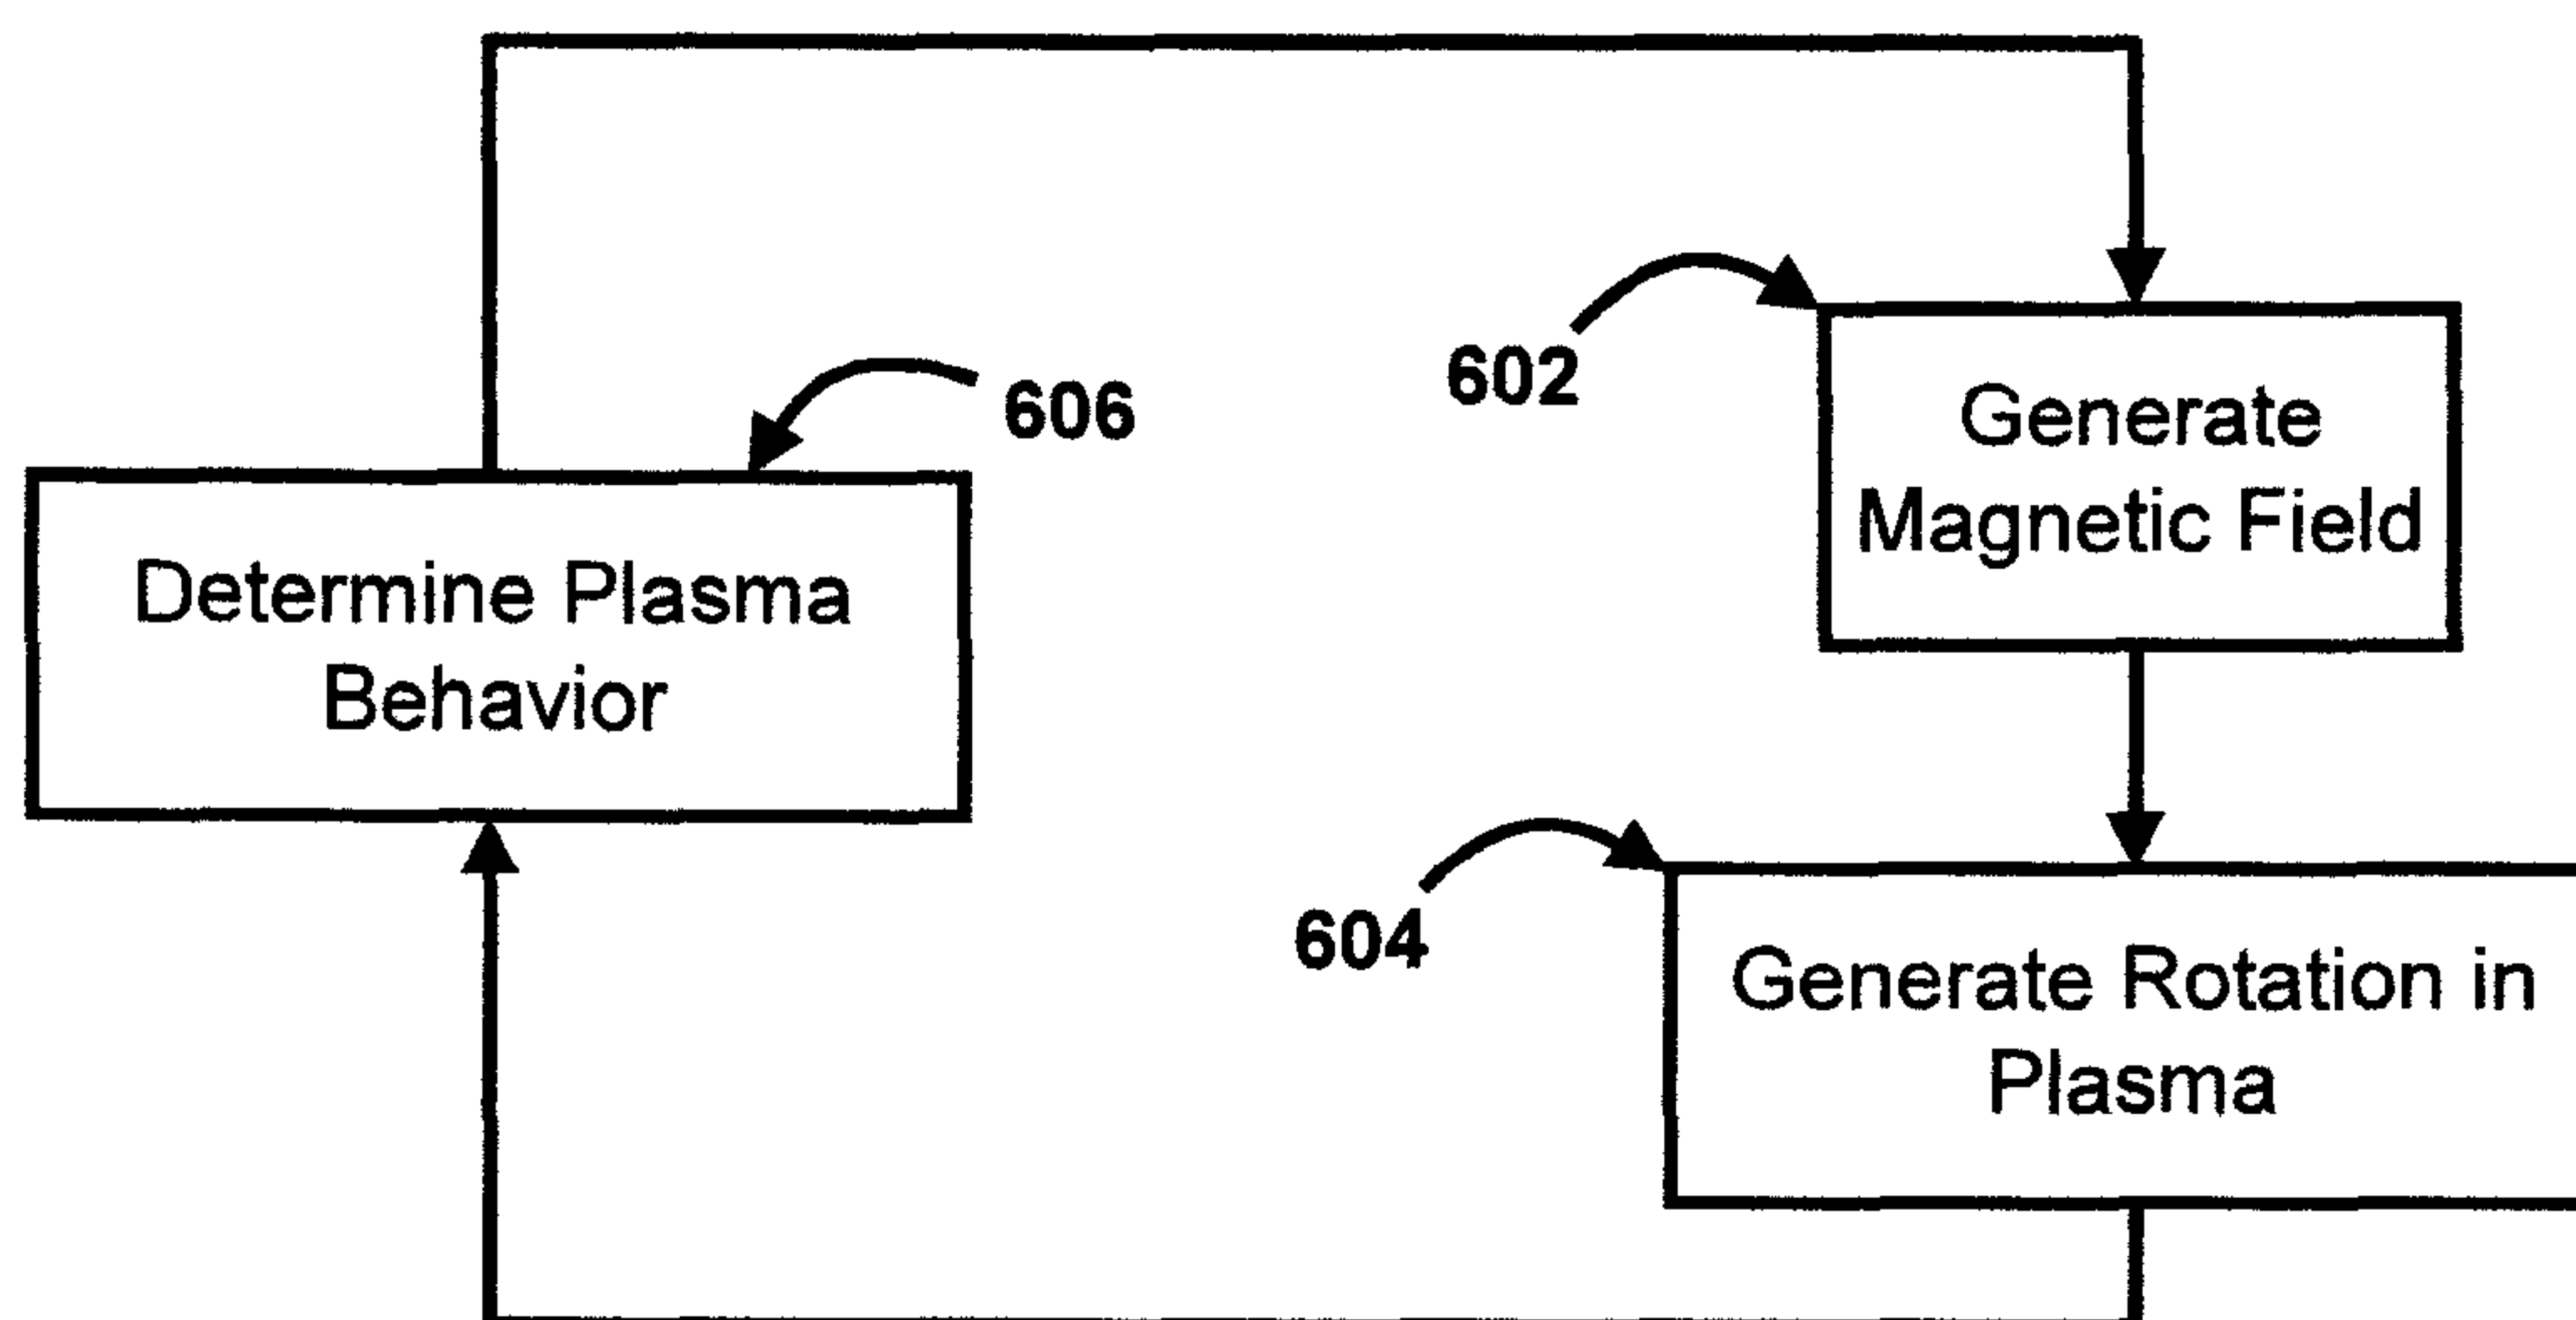 602
Generate
Magnetic Field
606
Determine Plasma
Behavior
604
Generate Rotation in
Plasma